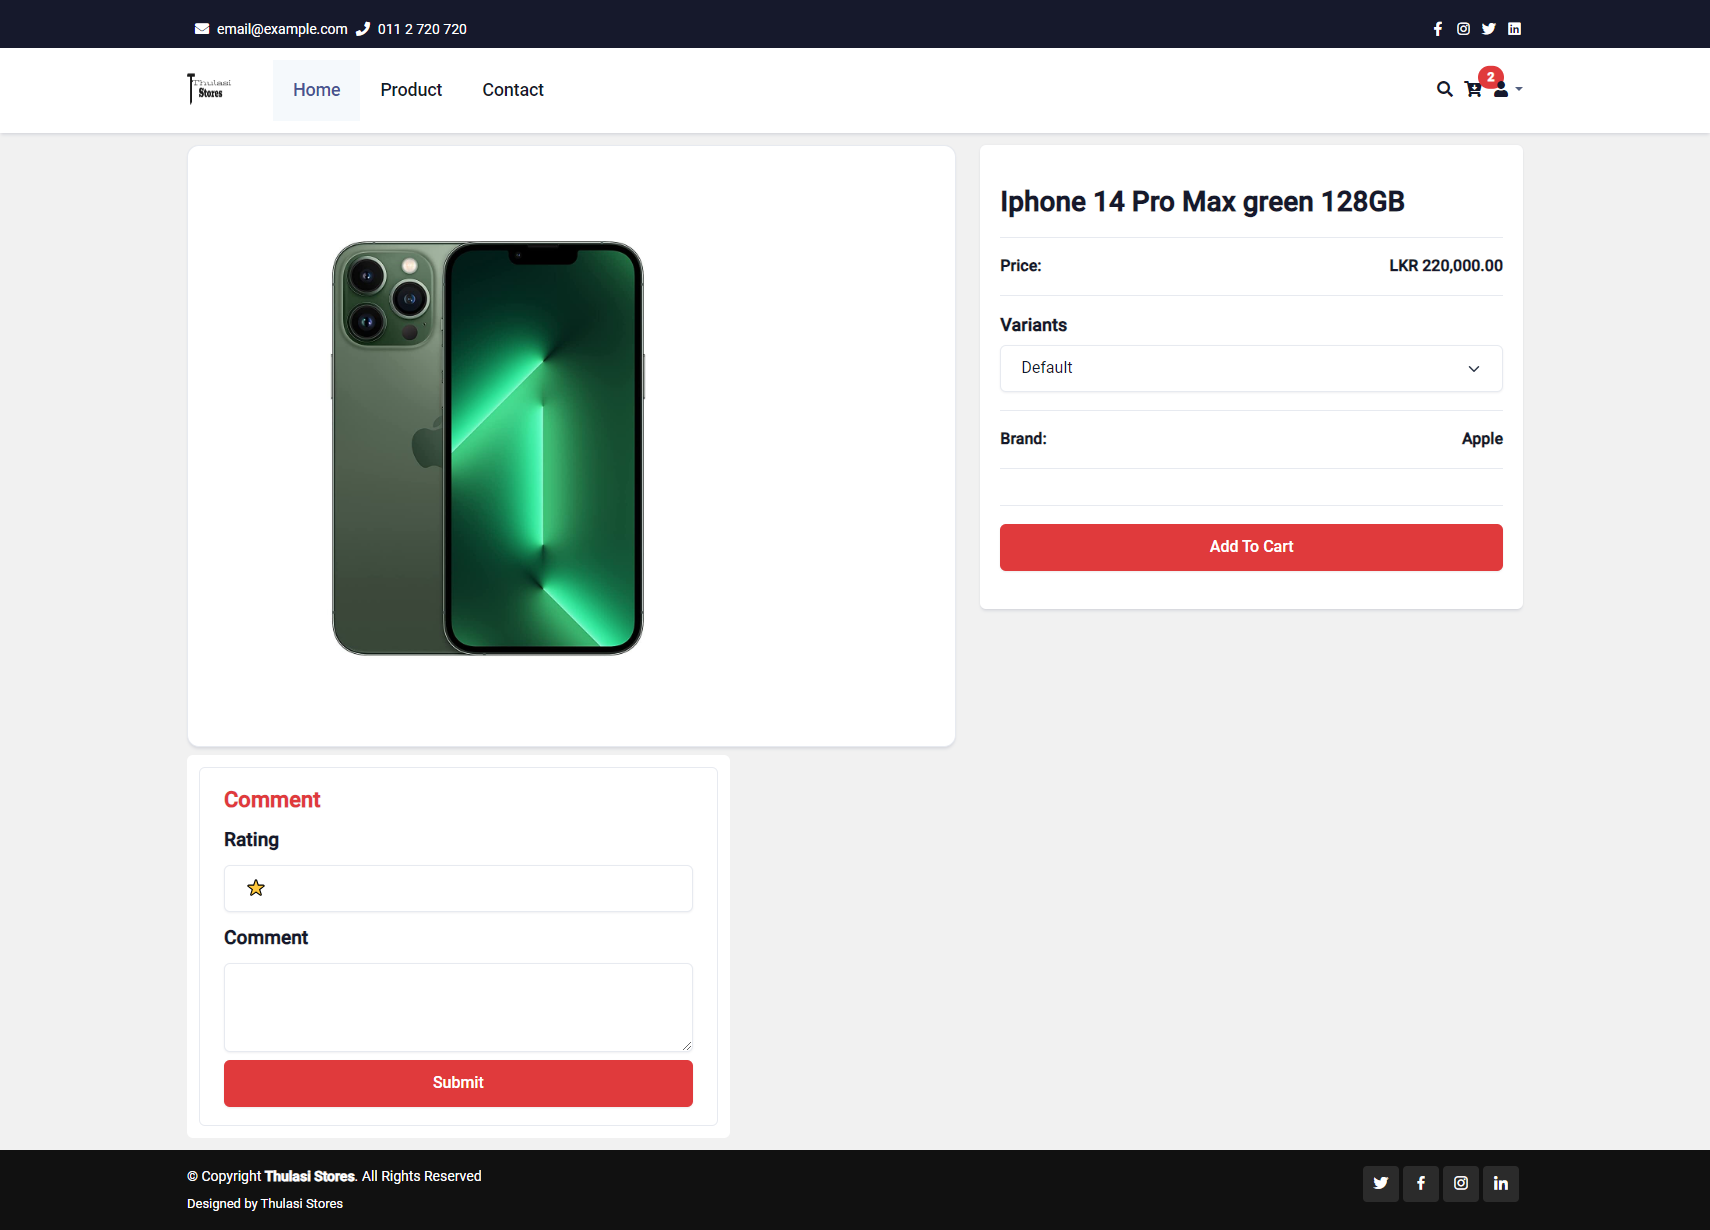 email@example.com 011 2 720 720
Thulasi
Stores
Home Product Contact
2
Iphone 14 Pro Max green 128GB
Price: LKR 220,000.00
Variants
Default
Brand: Apple
Add To Cart
Comment
Rating
Comment
Submit
© Copyright Thulasi Stores. All Rights Reserved
Designed by Thulasi Stores